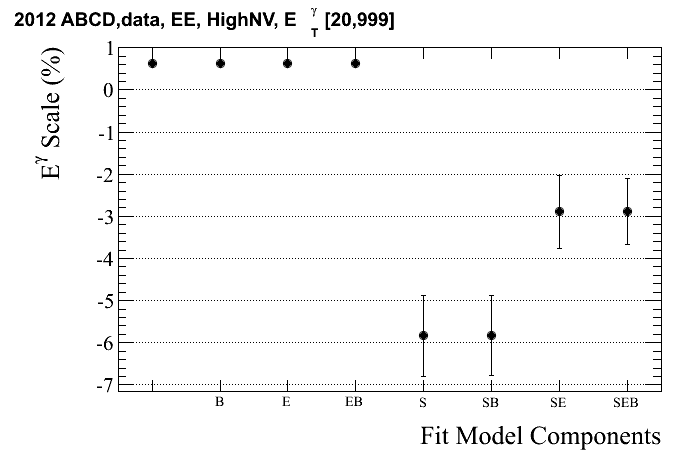 2012 ABCD,data, EE, HighNV, E γ T [20,999]
Eγ Scale (%)
1
0
-1
-2
-3
-4
-5
-6
-7
B E EB S SB SE SEB
Fit Model Components